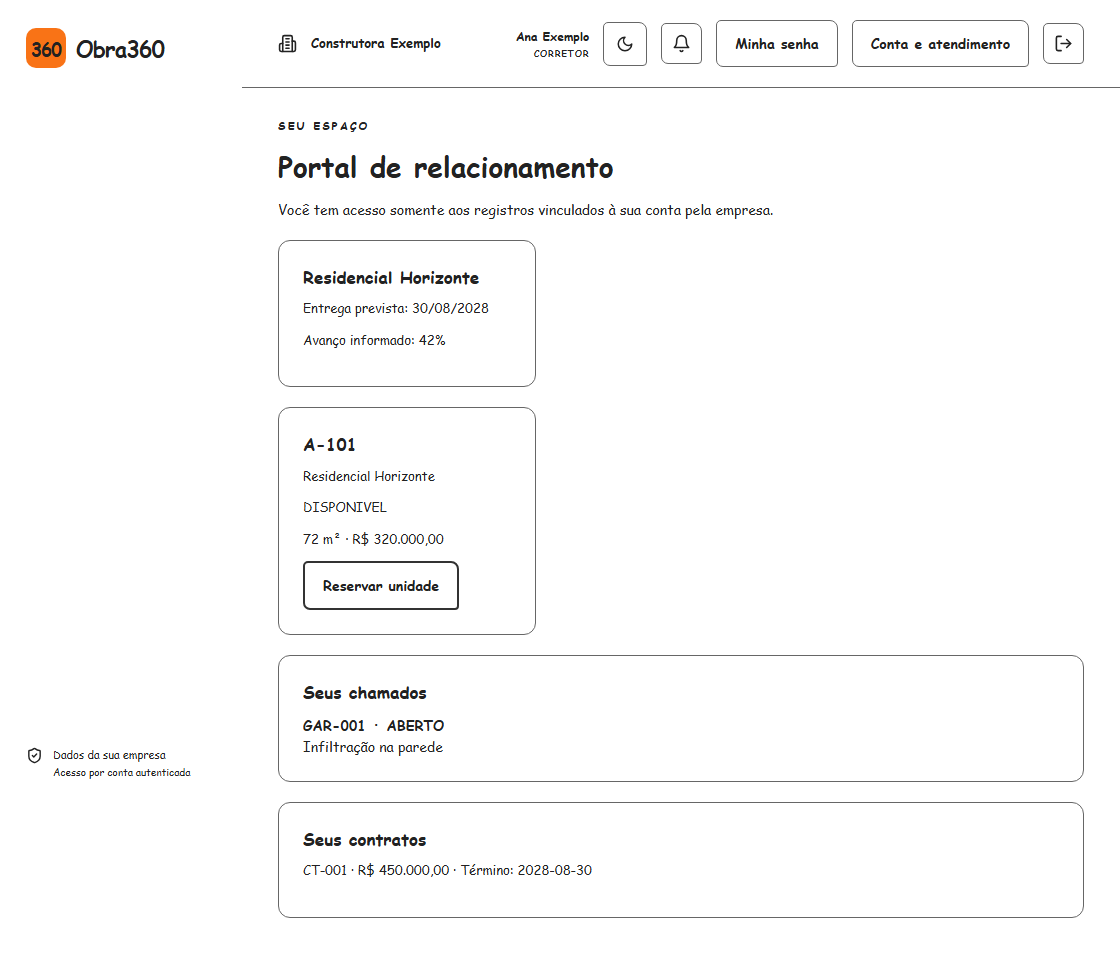 360 Obra360
Construtora Exemplo
Ana Exemplo
CORRETOR
Minha senha
Conta e atendimento
SEU ESPAÇO
Portal de relacionamento
Você tem acesso somente aos registros vinculados à sua conta pela empresa.
Residencial Horizonte
Entrega prevista: 30/08/2028
Avanço informado: 42%
A-101
Residencial Horizonte
DISPONIVEL
72 m² · R$ 320.000,00
Reservar unidade
Seus chamados
GAR-001 · ABERTO
Infiltração na parede
Dados da sua empresa
Acesso por conta autenticada
Seus contratos
CT-001 · R$ 450.000,00 · Término: 2028-08-30